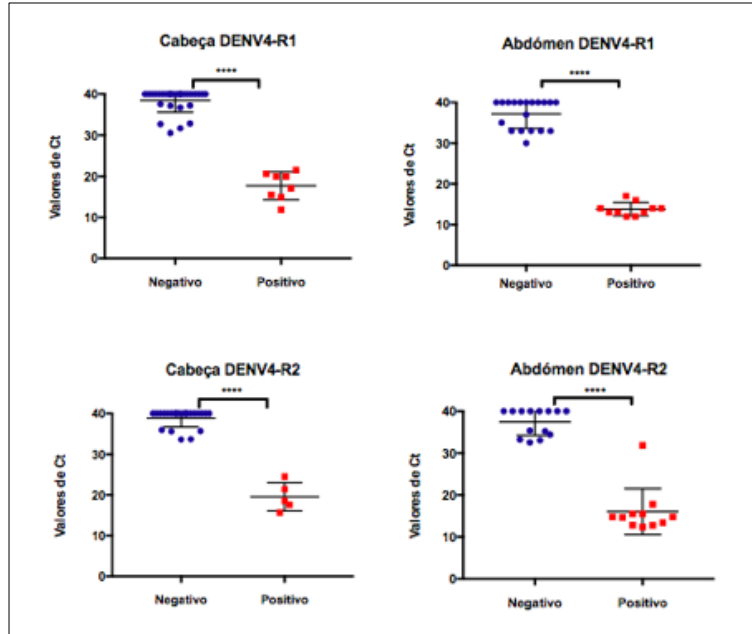 Cabeça DENV4-R1
****
Valores de Ct
40
30
20
10
0
Negativo
Positivo
Abdómen DENV4-R1
****
Valores de Ct
50
40
30
20
10
0
Negativo
Positivo
Cabeça DENV4-R2
****
Valores de Ct
40
30
20
10
0
Negativo
Positivo
Abdómen DENV4-R2
****
Valores de Ct
40
30
20
10
0
Negativo
Positivo